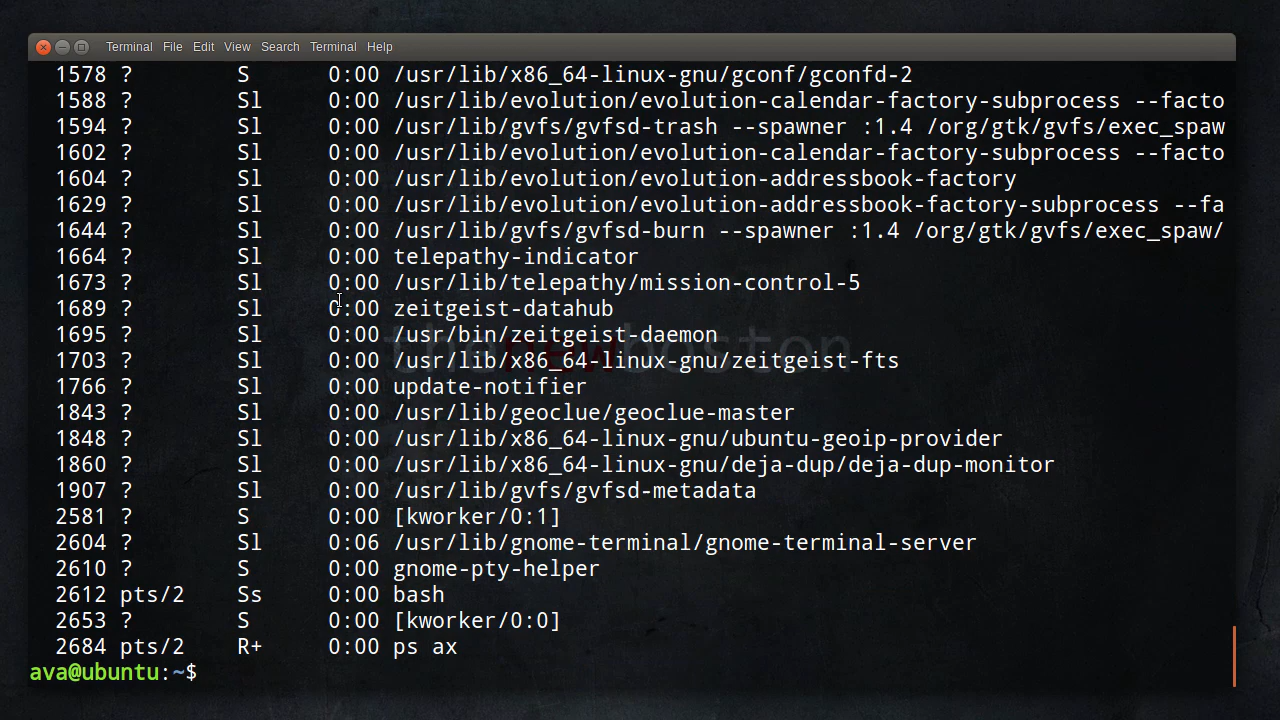 Terminal File Edit View Search Terminal Help
1578 ? S 0:00 /usr/lib/x86_64-linux-gnu/gconf/gconfd-2
1588 ? Sl 0:00 /usr/lib/evolution/evolution-calendar-factory-subprocess --facto
1594 ? Sl 0:00 /usr/lib/gvfs/gvfsd-trash --spawner :1.4 /org/gtk/gvfs/exec_spaw
1602 ? Sl 0:00 /usr/lib/evolution/evolution-calendar-factory-subprocess --facto
1604 ? Sl 0:00 /usr/lib/evolution/evolution-addressbook-factory
1629 ? Sl 0:00 /usr/lib/evolution/evolution-addressbook-factory-subprocess --fa
1644 ? Sl 0:00 /usr/lib/gvfs/gvfsd-burn --spawner :1.4 /org/gtk/gvfs/exec_spaw/
1664 ? Sl 0:00 telepathy-indicator
1673 ? Sl 0:00 /usr/lib/telepathy/mission-control-5
1689 ? Sl 0:00 zeitgeist-datahub
1695 ? Sl 0:00 /usr/bin/zeitgeist-daemon
thenewboston
1703 ? Sl 0:00 /usr/lib/x86_64-linux-gnu/zeitgeist-fts
1766 ? Sl 0:00 update-notifier
1843 ? Sl 0:00 /usr/lib/geoclue/geoclue-master
1848 ? Sl 0:00 /usr/lib/x86_64-linux-gnu/ubuntu-geoip-provider
1860 ? Sl 0:00 /usr/lib/x86_64-linux-gnu/deja-dup/deja-dup-monitor
1907 ? Sl 0:00 /usr/lib/gvfs/gvfsd-metadata
2581 ? S 0:00 [kworker/0:1]
2604 ? Sl 0:06 /usr/lib/gnome-terminal/gnome-terminal-server
2610 ? S 0:00 gnome-pty-helper
2612 pts/2 Ss 0:00 bash
2653 ? S 0:00 [kworker/0:0]
2684 pts/2 R+ 0:00 ps ax
ava@ubuntu:~$